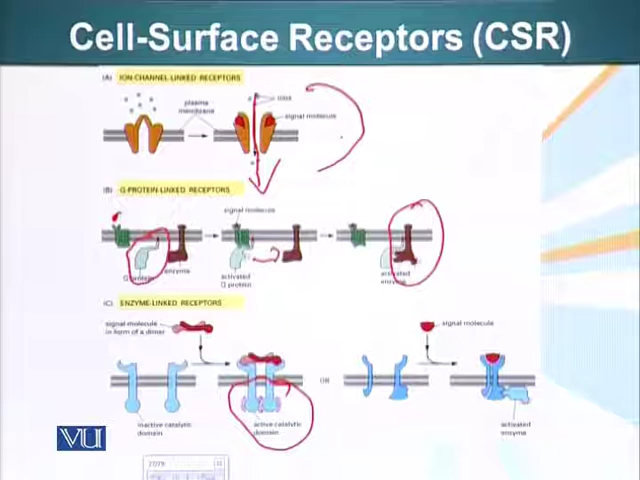 Cell-Surface Receptors (CSR)
(A) ION-CHANNEL-LINKED RECEPTORS
plasma
membrane
ions
signal molecule
(B) G-PROTEIN-LINKED RECEPTORS
signal molecule
G protein
enzyme
activated
G protein
activated
enzyme
(C) ENZYME-LINKED RECEPTORS
signal molecule
in form of a dimer
signal molecule
OR
inactive catalytic
domain
active catalytic
domain
activated
enzyme
VU
27/79